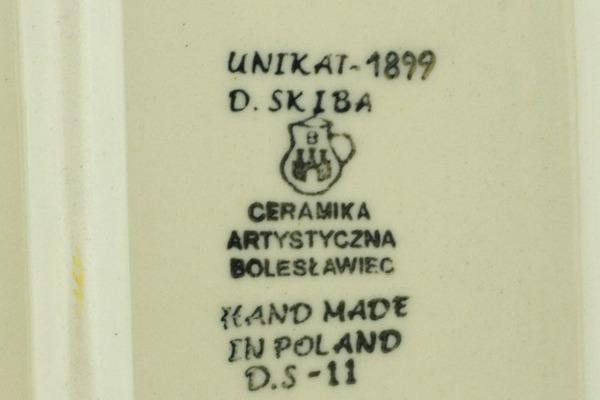 UNIKAT-1899
D. SKIBA
B
CERAMIKA
ARTYSTYCZNA
BOLESŁAWIEC
HAND MADE
IN POLAND
D.S-11